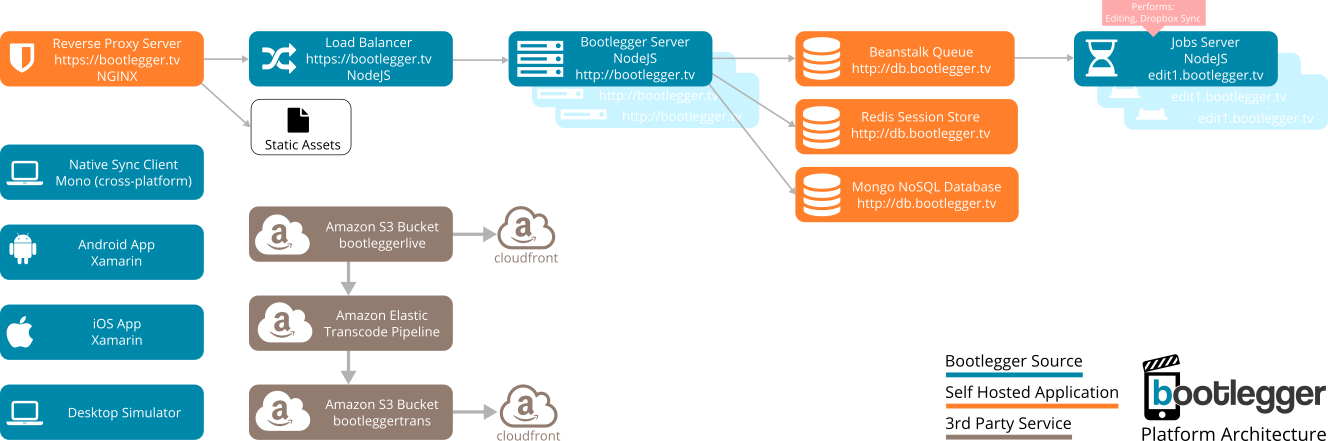 Performs:
Editing, Dropbox Sync
Reverse Proxy Server
https://bootlegger.tv
NGINX
Load Balancer
https://bootlegger.tv
NodeJS
Bootlegger Server
NodeJS
http://bootlegger.tv
http://bootlegger.tv
http://bootlegger.tv
Beanstalk Queue
http://db.bootlegger.tv
Jobs Server
NodeJS
edit1.bootlegger.tv
edit1.bootlegger.tv
edit1.bootlegger.tv
Static Assets
Redis Session Store
http://db.bootlegger.tv
Mongo NoSQL Database
http://db.bootlegger.tv
Native Sync Client
Mono (cross-platform)
Android App
Xamarin
iOS App
Xamarin
Desktop Simulator
Amazon S3 Bucket
bootleggerlive
cloudfront
Amazon Elastic
Transcode Pipeline
Amazon S3 Bucket
bootleggertrans
cloudfront
Bootlegger Source
Self Hosted Application
3rd Party Service
bootlegger
Platform Architecture